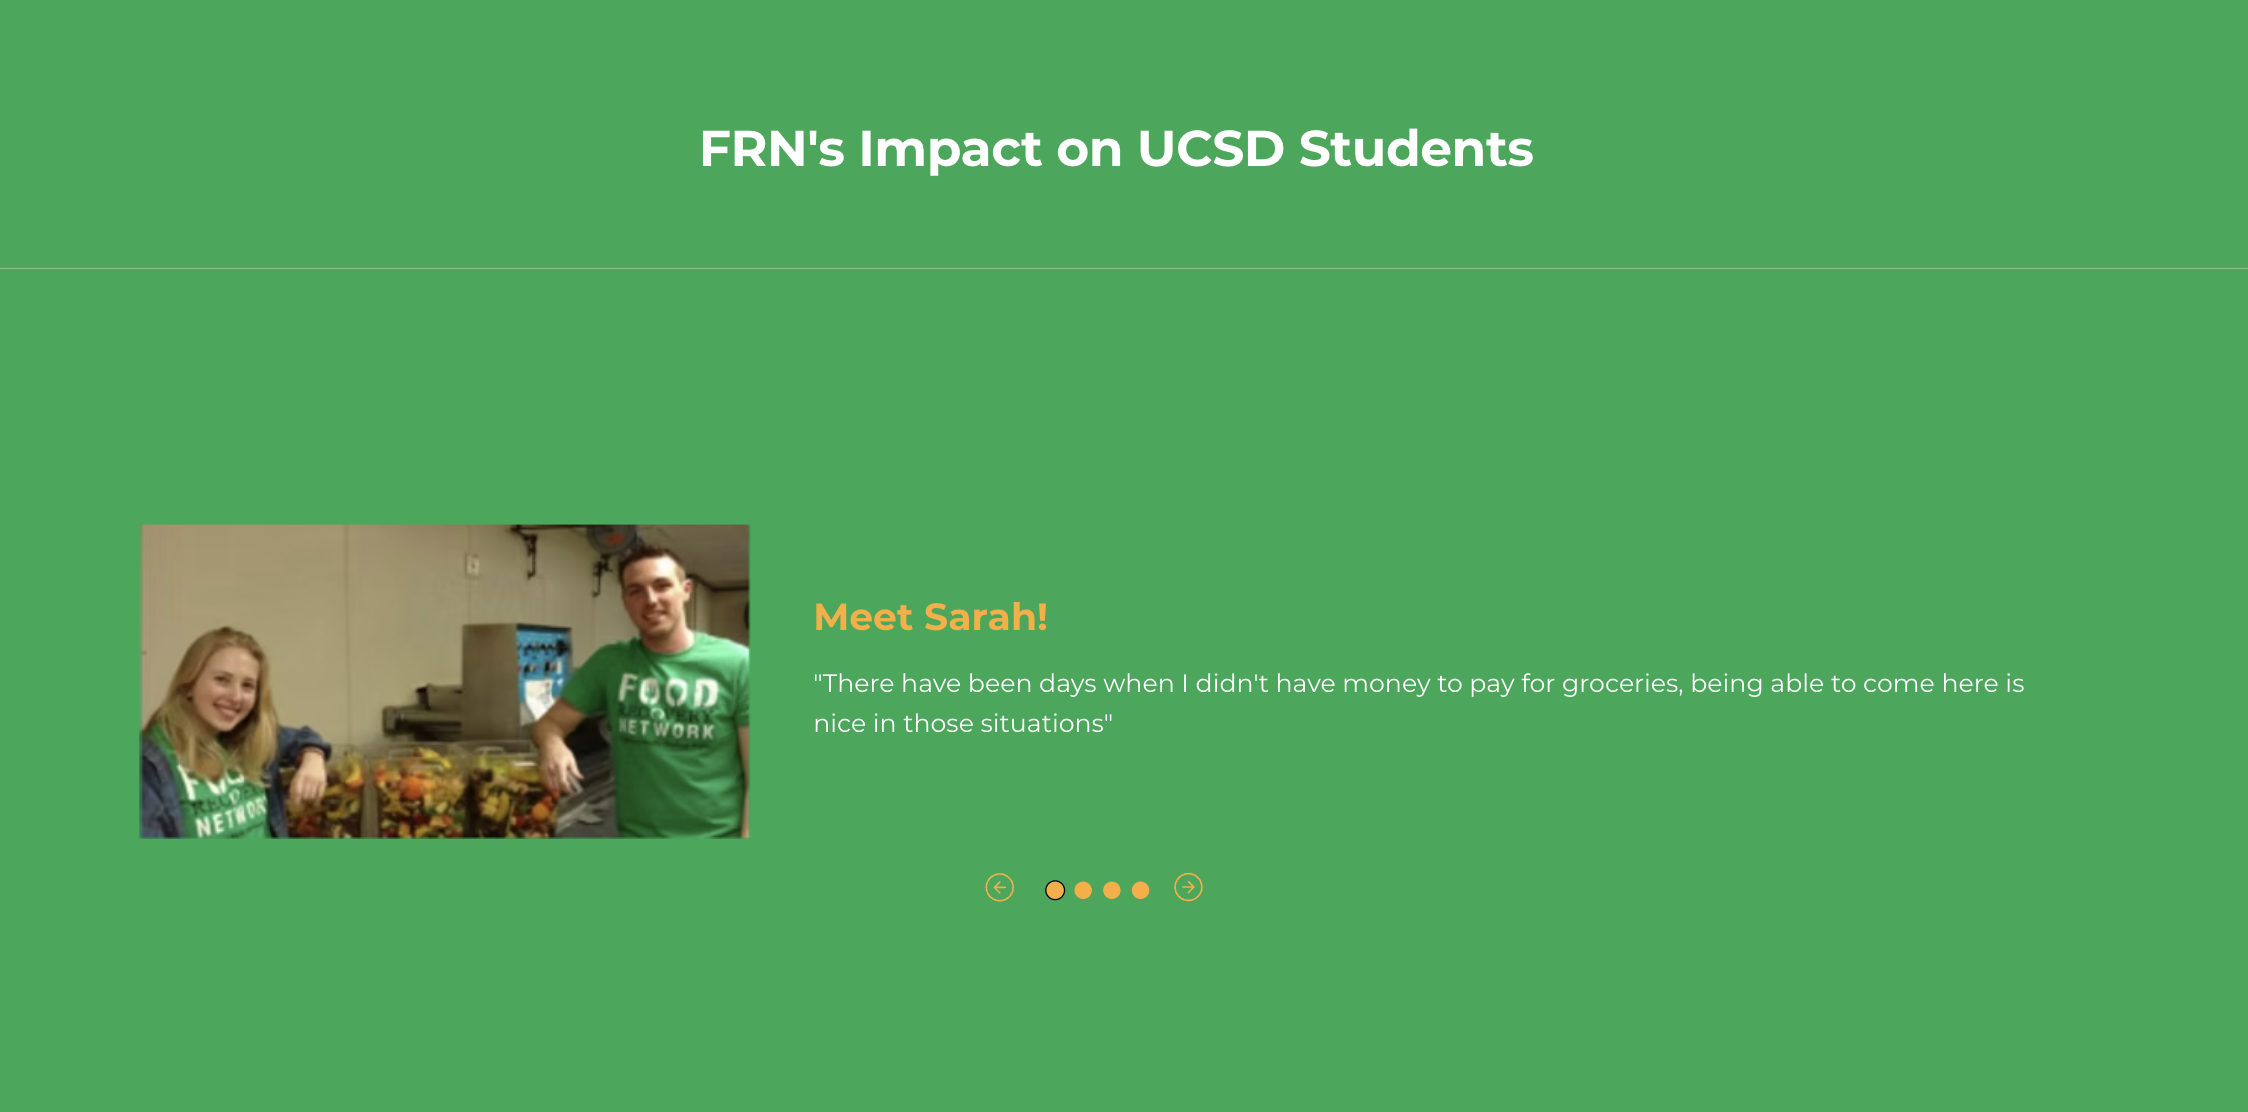 FRN's Impact on UCSD Students
Meet Sarah!
"There have been days when I didn't have money to pay for groceries, being able to come here is
nice in those situations"
FOOD
RECOVERY
NETWORK
RECO
NETWORK